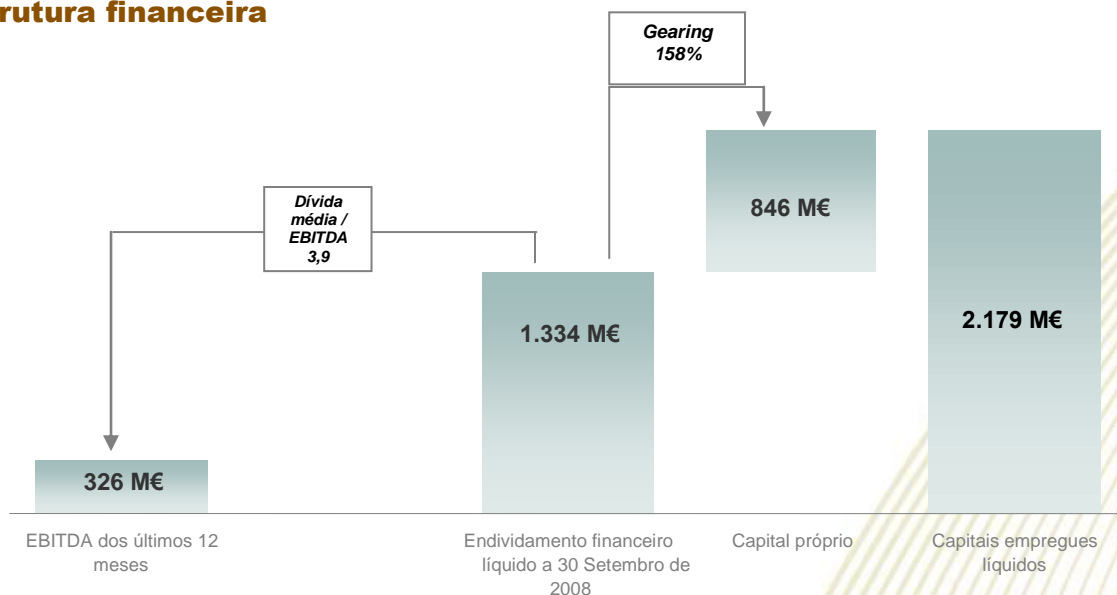 rutura financeira
Gearing
158%
Dívida
média /
EBITDA
3,9
846 M€
1.334 M€
2.179 M€
326 M€
EBITDA dos últimos 12
meses
Endividamento financeiro
líquido a 30 Setembro de
2008
Capital próprio
Capitais empregues
líquidos